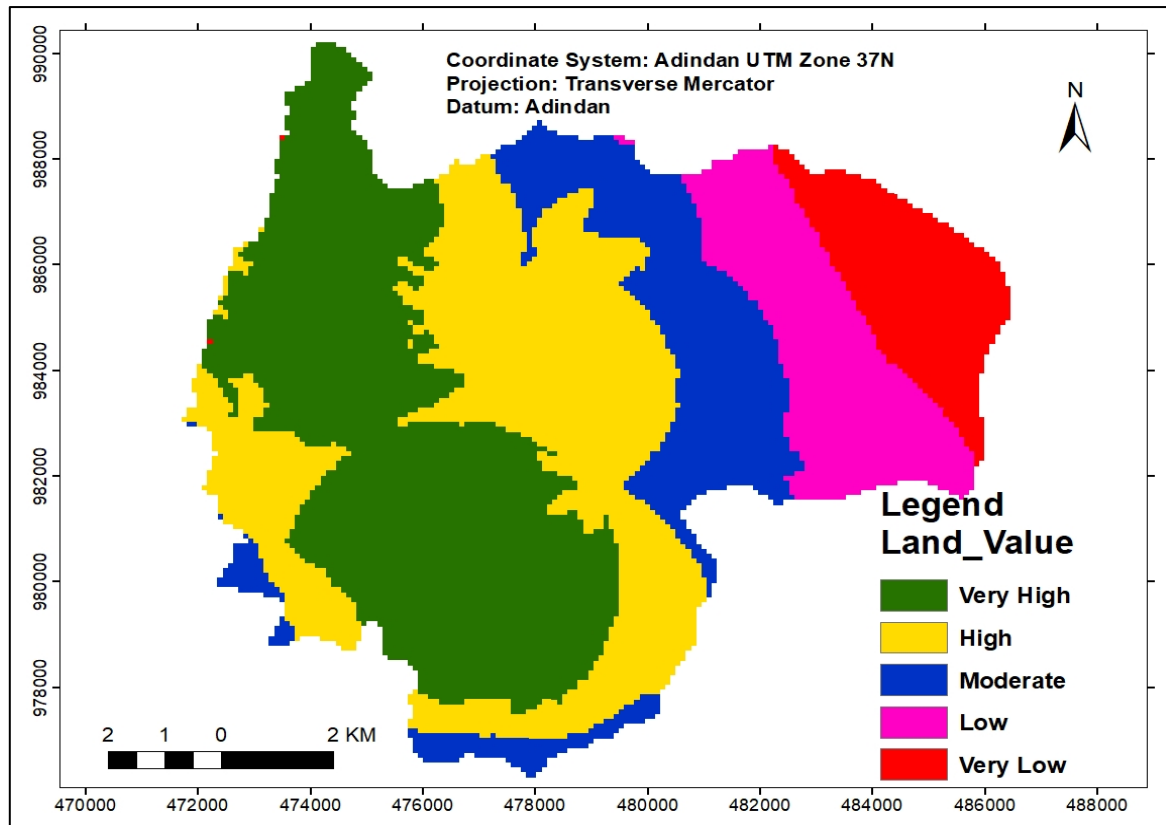 Coordinate System: Adindan UTM Zone 37N
Projection: Transverse Mercator
Datum: Adindan
N
990000
988000
986000
984000
982000
980000
978000
Legend
Land_Value
Very High
High
Moderate
Low
Very Low
2 1 0 2 KM
470000 472000 474000 476000 478000 480000 482000 484000 486000 488000